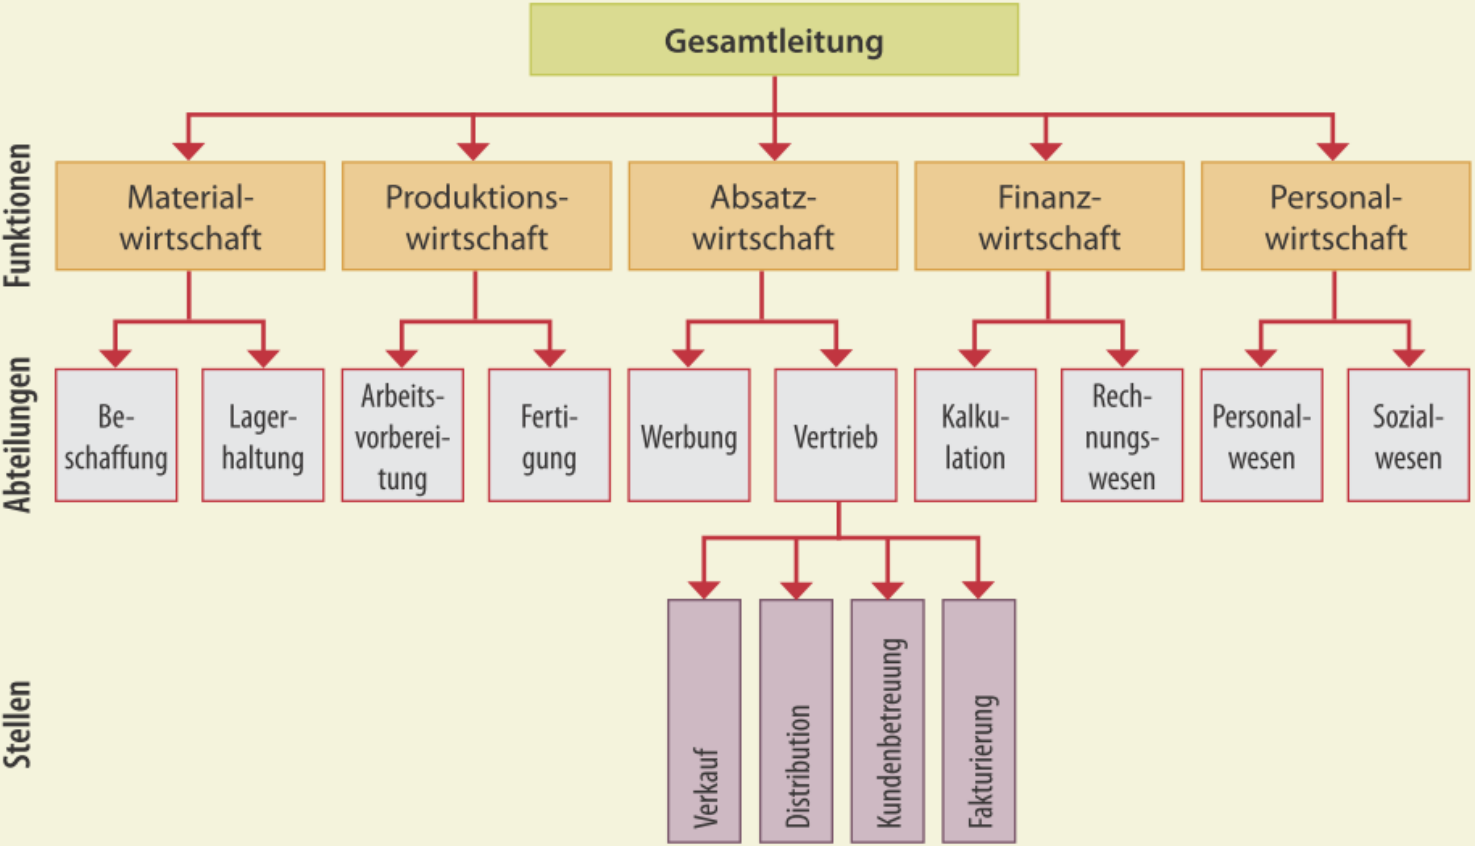 Gesamtleitung
Funktionen
Material-
wirtschaft
Produktions-
wirtschaft
Absatz-
wirtschaft
Finanz-
wirtschaft
Personal-
wirtschaft
Abteilungen
Be-
schaffung
Lager-
haltung
Arbeits-
vorberei-
tung
Ferti-
gung
Werbung
Vertrieb
Kalku-
lation
Rech-
nungs-
wesen
Personal-
wesen
Sozial-
wesen
Stellen
Verkauf
Distribution
Kundenbetreuung
Fakturierung